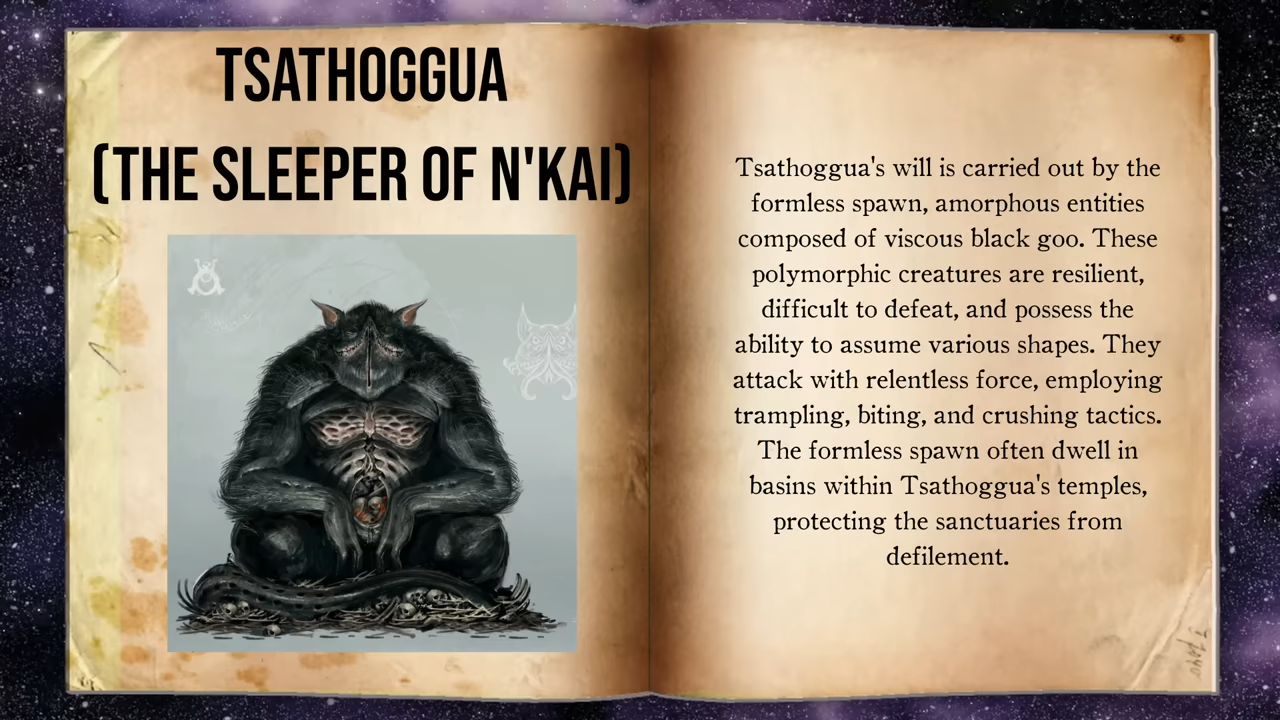 TSATHOGGUA
(THE SLEEPER OF N'KAI)
Tsathoggua's will is carried out by the
formless spawn, amorphous entities
composed of viscous black goo. These
polymorphic creatures are resilient,
difficult to defeat, and possess the
ability to assume various shapes. They
attack with relentless force, employing
trampling, biting, and crushing tactics.
The formless spawn often dwell in
basins within Tsathoggua's temples,
protecting the sanctuaries from
defilement.